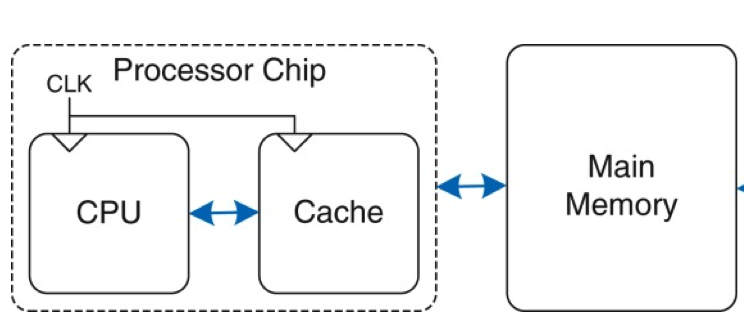 Processor Chip
CLK
CPU
Cache
Main
Memory